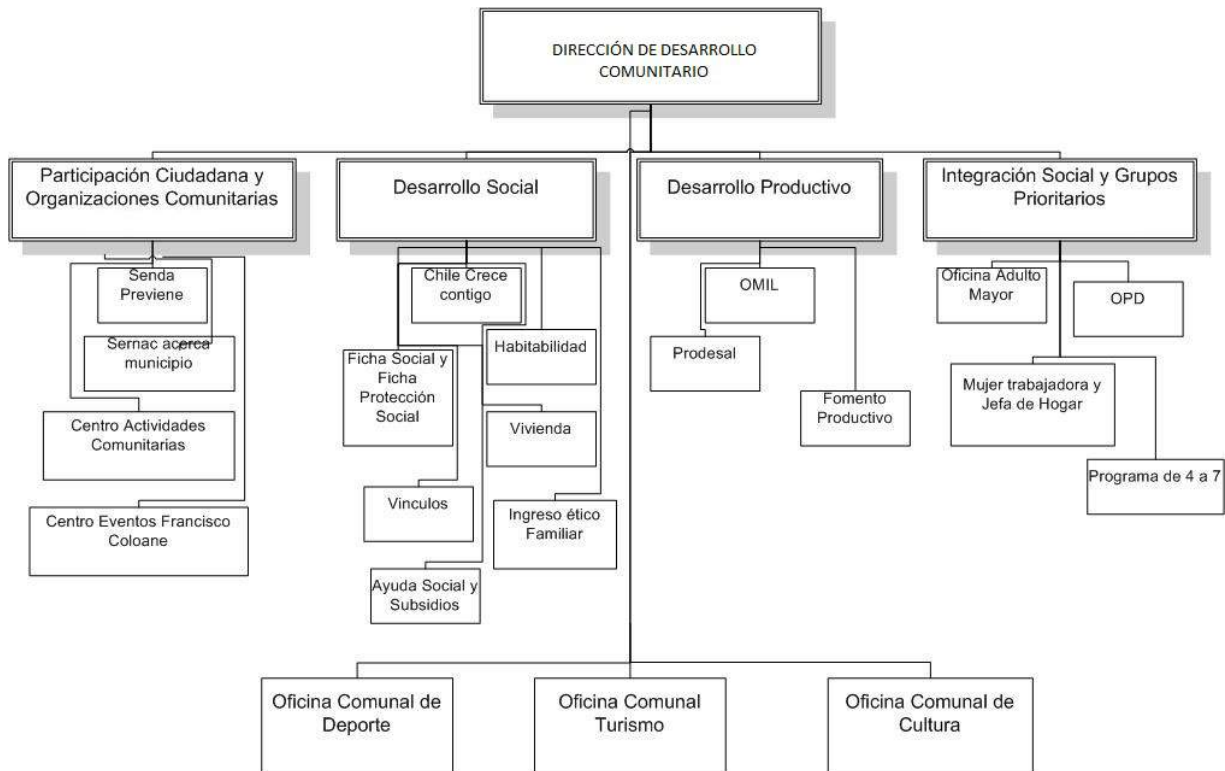 DIRECCIÓN DE DESARROLLO
COMUNITARIO
Participación Ciudadana y
Organizaciones Comunitarias
Desarrollo Social
Desarrollo Productivo
Integración Social y Grupos
Prioritarios
Senda
Previene
Sernac acerca
municipio
Centro Actividades
Comunitarias
Centro Eventos Francisco
Coloane
Chile Crece
contigo
Habitabilidad
Ficha Social y
Ficha
Protección
Social
Vivienda
Vinculos
Ingreso ético
Familiar
Ayuda Social y
Subsidios
OMIL
Prodesal
Fomento
Productivo
Oficina Adulto
Mayor
OPD
Mujer trabajadora y
Jefa de Hogar
Programa de 4 a 7
Oficina Comunal de
Deporte
Oficina Comunal
Turismo
Oficina Comunal de
Cultura